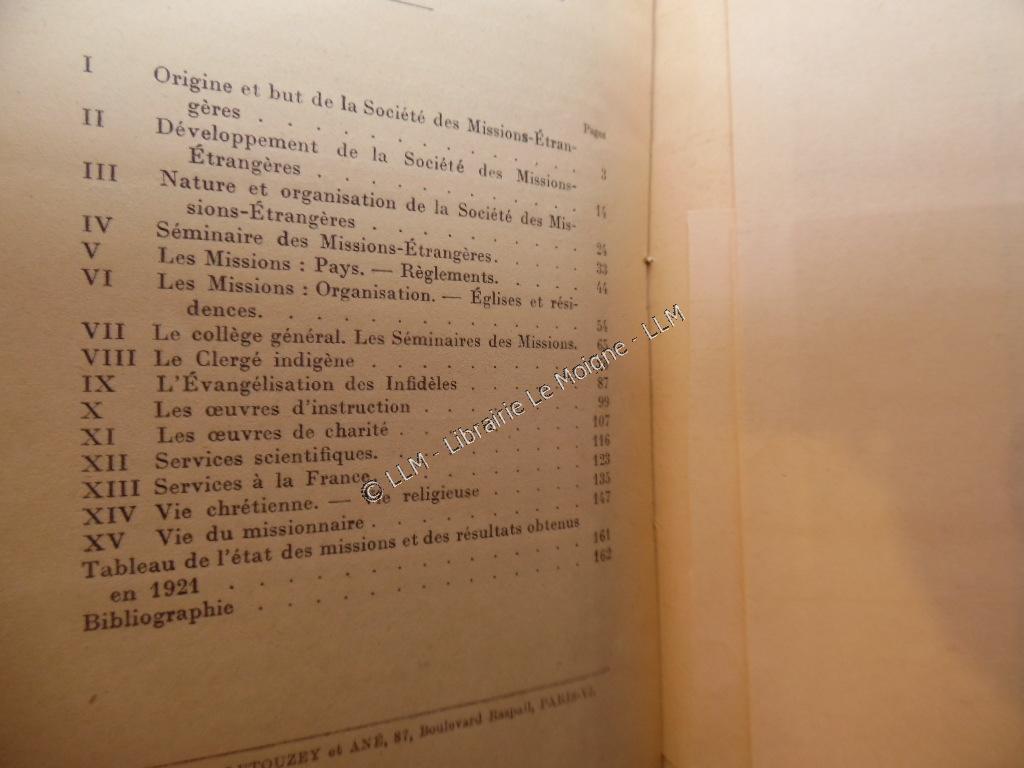 Pages
I Origine et but de la Société des Missions-Étran-
gères . . . . . . . . . . . . 3
II Développement de la Société des Missions-
Étrangères . . . . . . . . . . 14
III Nature et organisation de la Société des Mis-
sions-Étrangères . . . . . . . . . 24
IV Séminaire des Missions-Étrangères. . . . . 33
V Les Missions : Pays. — Règlements. . . . . 44
VI Les Missions : Organisation. — Églises et rési-
dences. . . . . . . . . . . . . 54
VII Le collège général. Les Séminaires des Missions. 65
VIII Le Clergé indigène . . . . . . . .
IX L'Évangélisation des Infidèles . . . . . . 87
X Les œuvres d'instruction . . . . . . . 99
XI Les œuvres de charité . . . . . . . . 107
XII Services scientifiques. . . . . . . . . 116
XIII Services à la France . . . . . . . . 123
XIV Vie chrétienne. — Vie religieuse . . . . . 135
XV Vie du missionnaire . . . . . . . . . 147
Tableau de l'état des missions et des résultats obtenus
en 1921 . . . . . . . . . . . . 161
Bibliographie . . . . . . . . . . . . 162
© LLM - Librairie Le Moigne - LLM
LETOUZEY et ANÉ, 87, Boulevard Raspail, PARIS-VI.